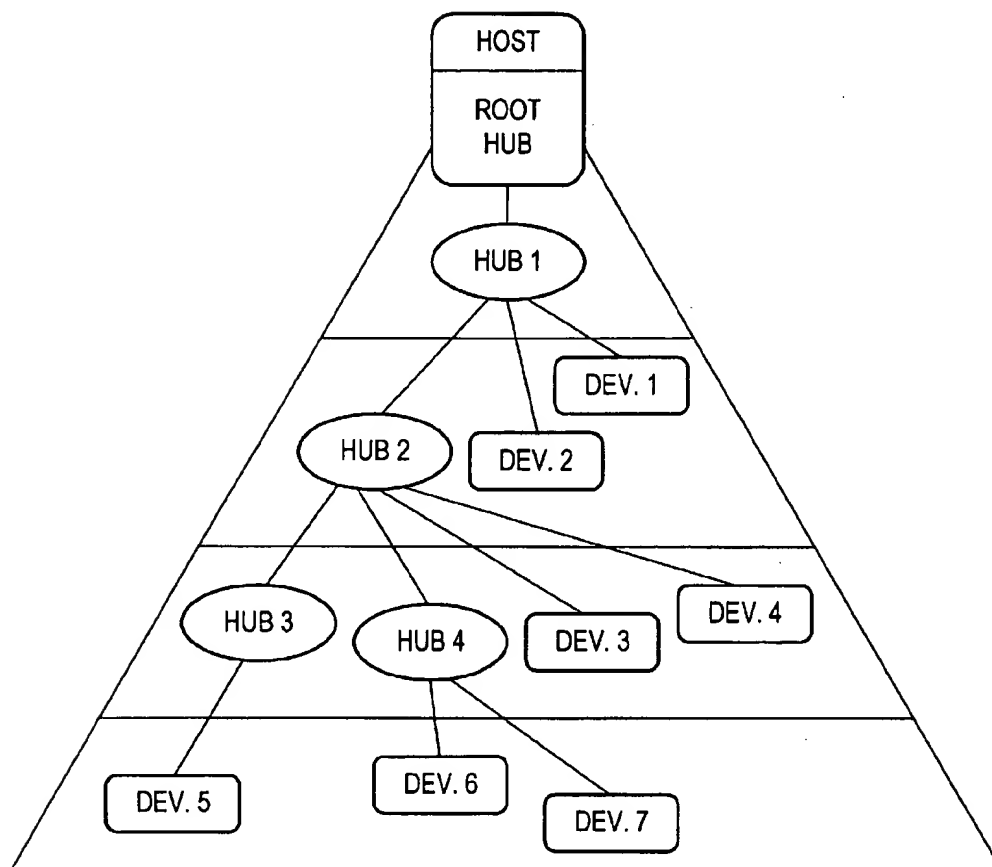 HOST
ROOT
HUB
HUB 1
DEV. 1
HUB 2
DEV. 2
HUB 3
HUB 4
DEV. 3
DEV. 4
DEV. 5
DEV. 6
DEV. 7